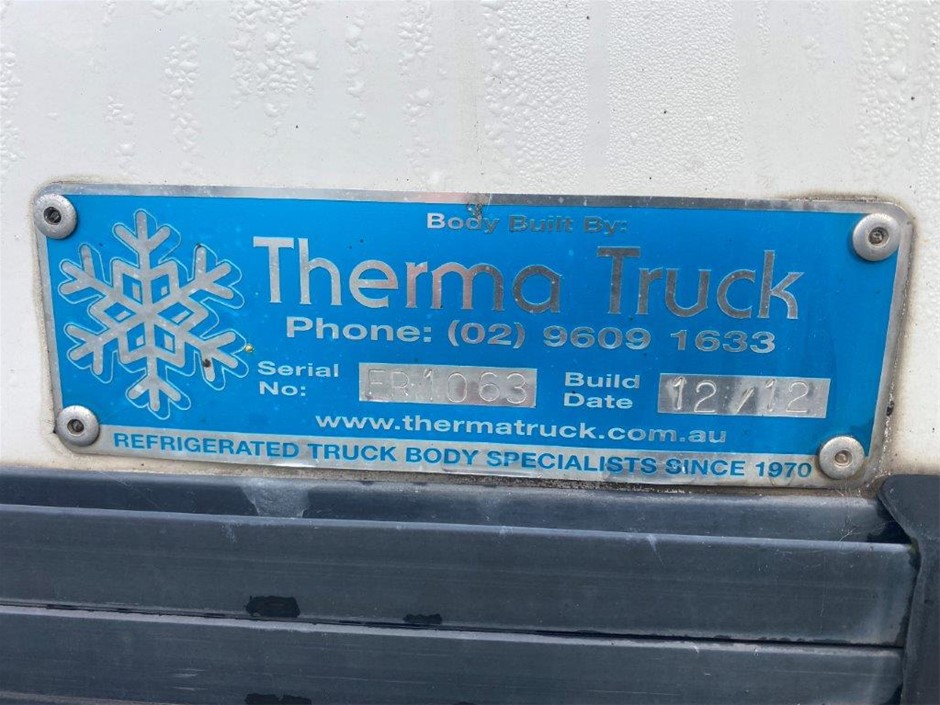 Body Built By:
Therma Truck
Phone: (02) 9609 1633
Serial No: ER1063
Build Date 12/12
www.thermatruck.com.au
REFRIGERATED TRUCK BODY SPECIALISTS SINCE 1970